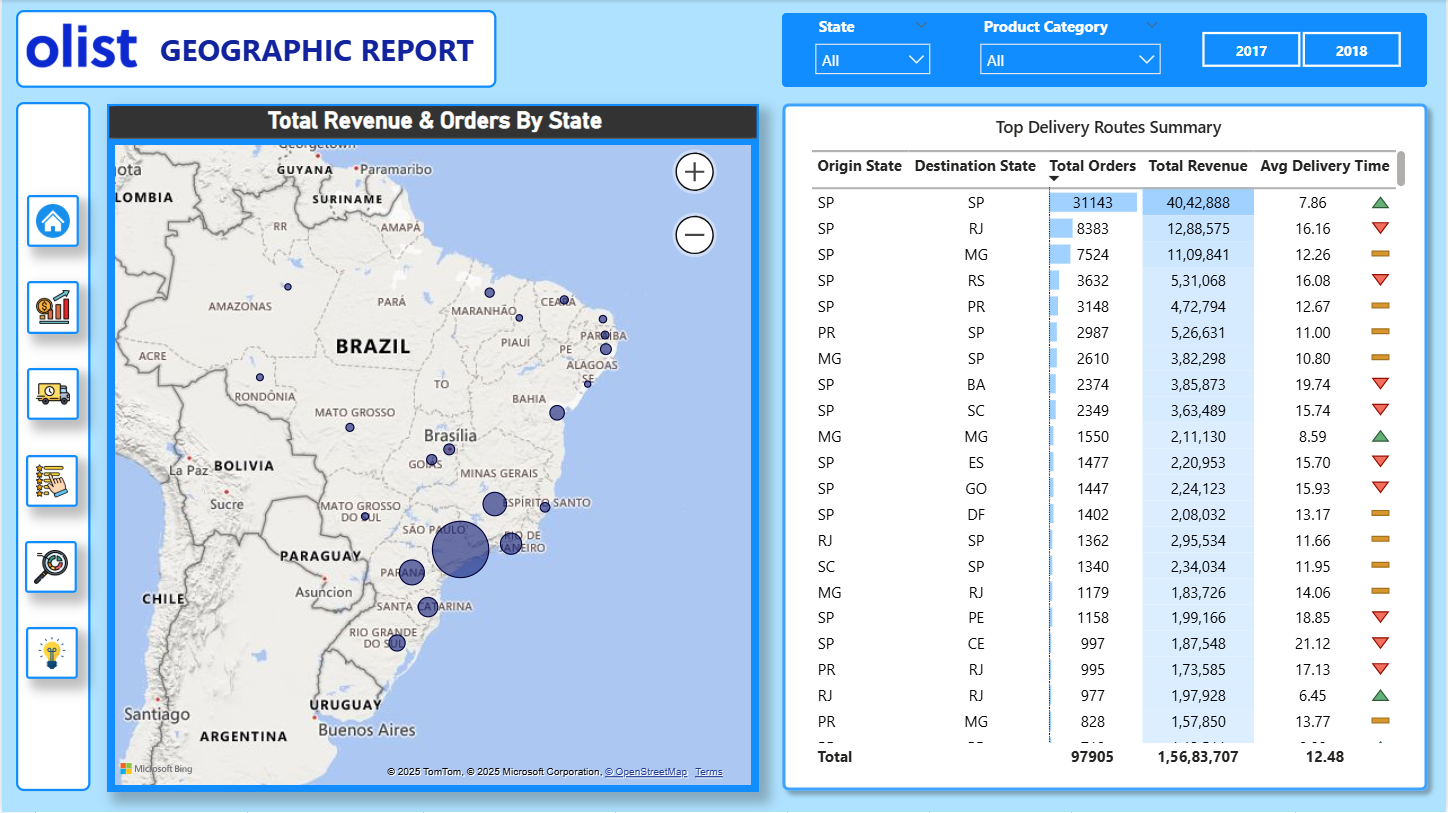 olist GEOGRAPHIC REPORT
State
All
Product Category
All
2017
2018
Total Revenue & Orders By State
Georgetown
GUYANA
Paramaribo
SURINAME
LOMBIA
RR
AMAPÁ
AMAZONAS
PARÁ
MARANHÃO
CEARÁ
BRAZIL
PIAUÍ
PARAÍBA
PE
ACRE
ALAGOAS
SE
TO
RONDÔNIA
BAHIA
MATO GROSSO
Brasília
GOIÁS
La Paz
BOLIVIA
MINAS GERAIS
Sucre
MATO GROSSO
DO SUL
ESPÍRITO SANTO
SÃO PAULO
RIO DE
JANEIRO
PARAGUAY
PARANÁ
Asuncion
CHILE
SANTA CATARINA
RIO GRANDE
DO SUL
URUGUAY
Santiago
Buenos Aires
ARGENTINA
Microsoft Bing
© 2025 TomTom, © 2025 Microsoft Corporation, © OpenStreetMap Terms
Top Delivery Routes Summary
Origin State Destination State Total Orders Total Revenue Avg Delivery Time
SP SP 31143 40,42,888 7.86
SP RJ 8383 12,88,575 16.16
SP MG 7524 11,09,841 12.26
SP RS 3632 5,31,068 16.08
SP PR 3148 4,72,794 12.67
PR SP 2987 5,26,631 11.00
MG SP 2610 3,82,298 10.80
SP BA 2374 3,85,873 19.74
SP SC 2349 3,63,489 15.74
MG MG 1550 2,11,130 8.59
SP ES 1477 2,20,953 15.70
SP GO 1447 2,24,123 15.93
SP DF 1402 2,08,032 13.17
RJ SP 1362 2,95,534 11.66
SC SP 1340 2,34,034 11.95
MG RJ 1179 1,83,726 14.06
SP PE 1158 1,99,166 18.85
SP CE 997 1,87,548 21.12
PR RJ 995 1,73,585 17.13
RJ RJ 977 1,97,928 6.45
PR MG 828 1,57,850 13.77
Total 97905 1,56,83,707 12.48